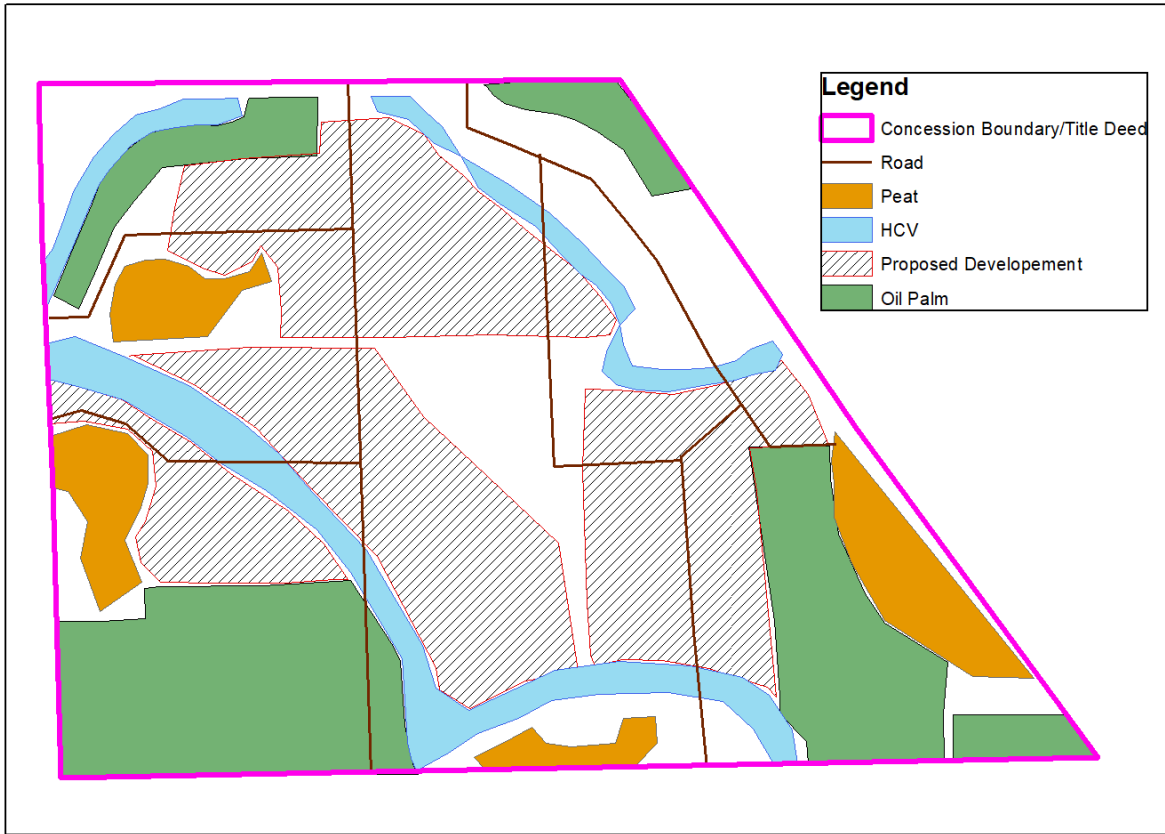 Legend
Concession Boundary/Title Deed
Road
Peat
HCV
Proposed Developement
Oil Palm